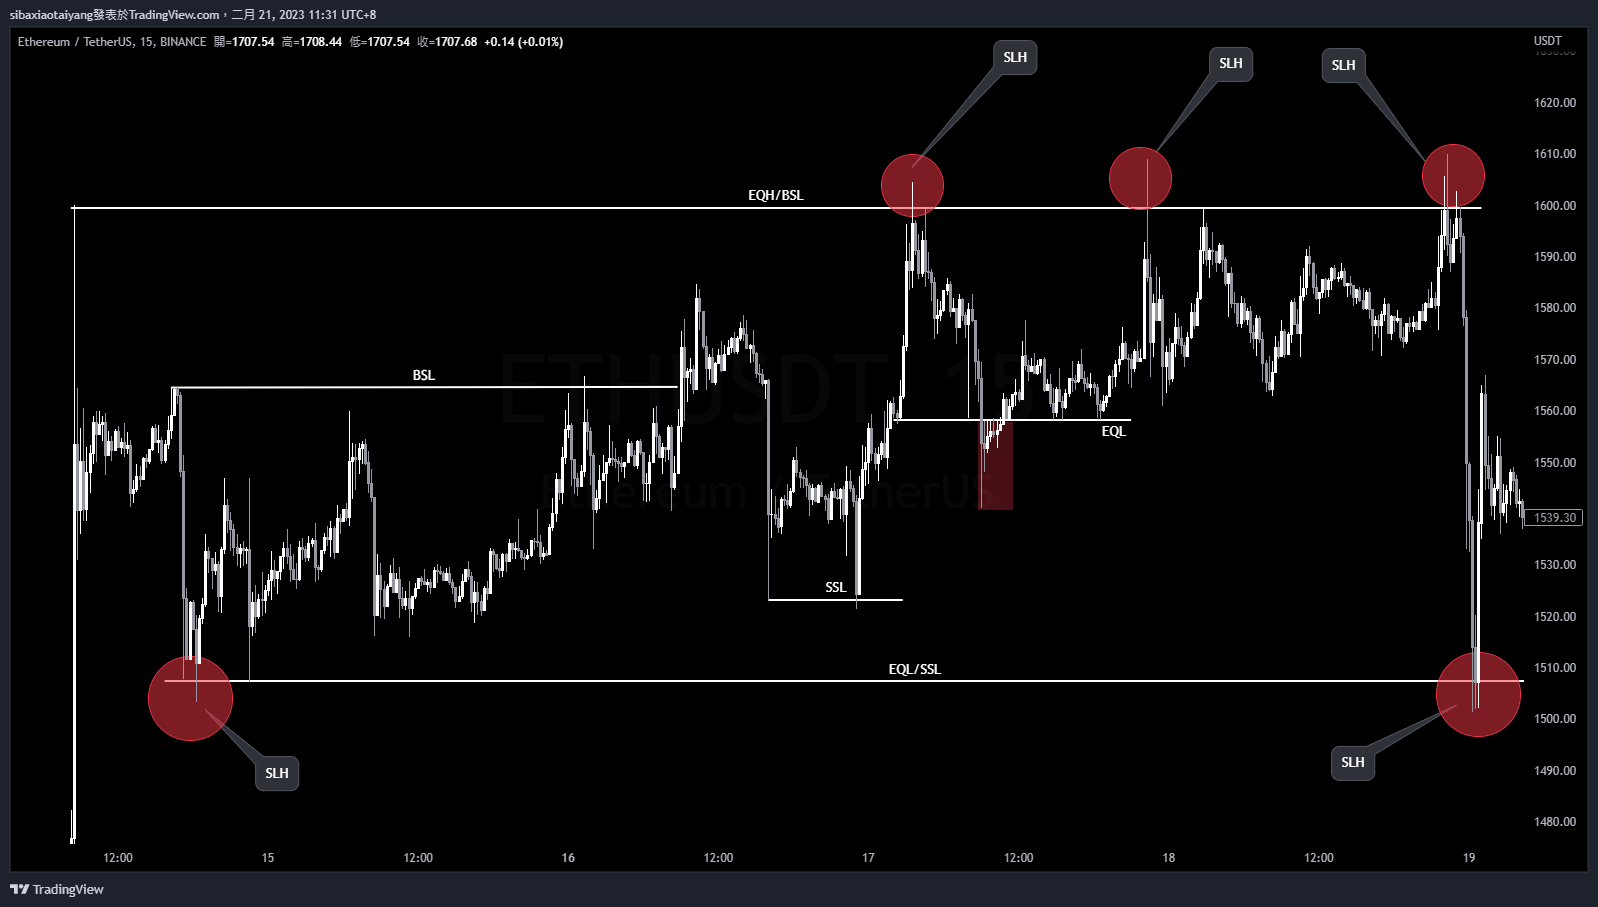 sibaxiaotaiyang發表於TradingView.com，二月 21, 2023 11:31 UTC+8
Ethereum / TetherUS, 15, BINANCE 開=1707.54 高=1708.44 低=1707.54 收=1707.68 +0.14 (+0.01%)
USDT
SLH
SLH
SLH
1620.00
1610.00
EQH/BSL
1600.00
1590.00
1580.00
1570.00
BSL
ETHUSDT, 15
1560.00
EQL
1550.00
Ethereum / TetherUS
1539.30
1530.00
SSL
1520.00
EQL/SSL
1510.00
1500.00
SLH
SLH
1490.00
1480.00
12:00 15 12:00 16 12:00 17 12:00 18 12:00 19
TradingView